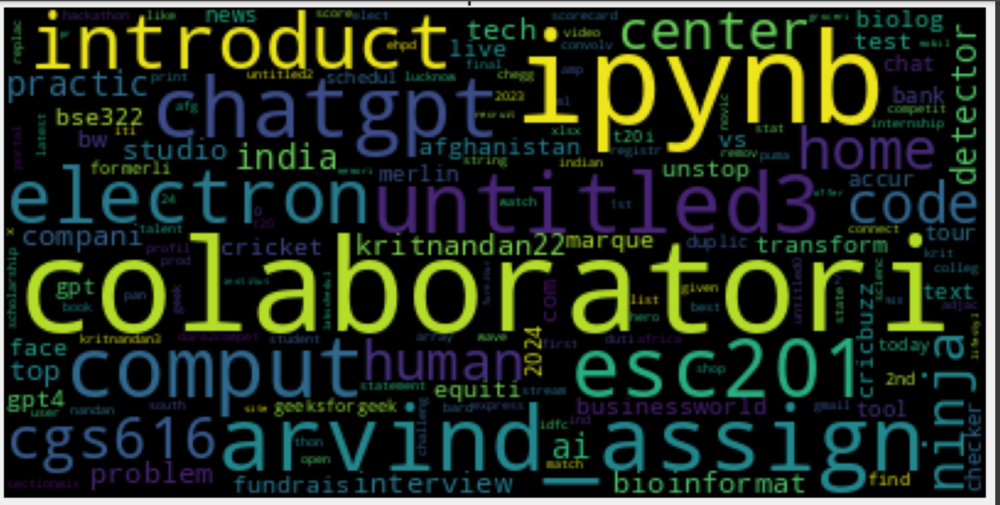 hackathon like news score elect scorecard biolog
introduct tech video center test
replac ehpd live convolv detector
untitled2 final chegg amp chat
practic print schedul lucknow ipynb
chatgpt 2023 bank
bse322 afg novic competit
latest iti xlsx stat internship
portal bw t20i vs home
studio india afghanistan registr remov puma
formerli string indian unstop
merlin accur
electron untitled3 code
24 watch 1st
x talent t20 connect
compani profil cricket kritnandan22 marque duplic transform tour
prod krit
scholarship colaboratori colleg
gpt geek com list given scienc text
book pan hero best untitled0 state adjac
kritnandan3 dare2compet student array wave first duti africa cricbuzz
face 2024 today
top comput human esc201 ninja
shop 2nd
gpt4 statement equiti stream
user nandan south site geeksforgeek bard express businessworld gmail tool
cgs616 arvind challeng idfc ind assign checker
thon ai
open match
sectionwis problem find
fundrais interview bioinformat